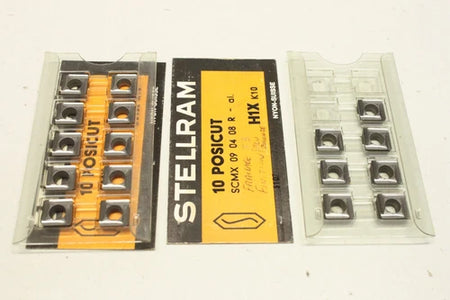 10 POSICUT
STELLRAM
10 POSICUT
SCMX 09 04 08 R - al.
H1X K10
NYON-SUISSE
NYON-SUISSE